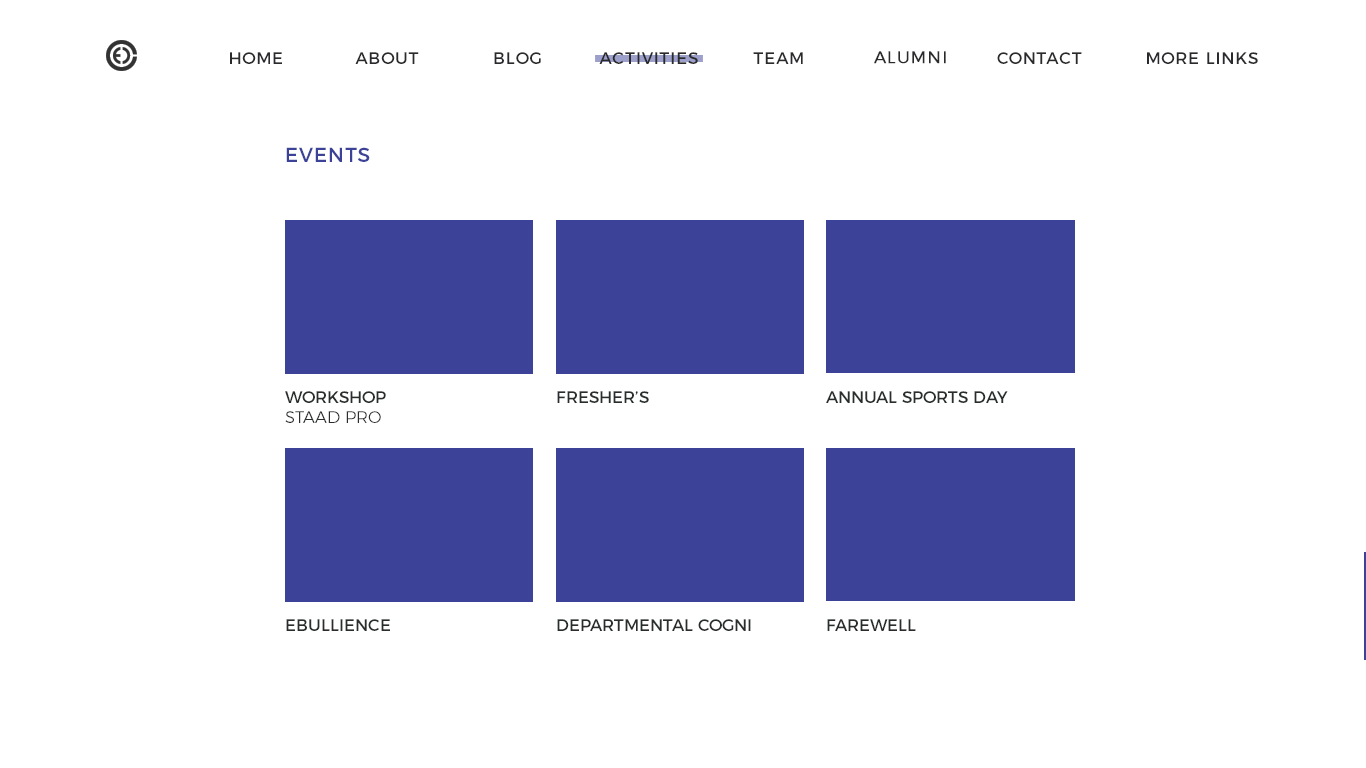 HOME ABOUT BLOG ACTIVITIES TEAM ALUMNI CONTACT MORE LINKS
EVENTS
WORKSHOP
STAAD PRO
FRESHER'S
ANNUAL SPORTS DAY
EBULLIENCE
DEPARTMENTAL COGNI
FAREWELL